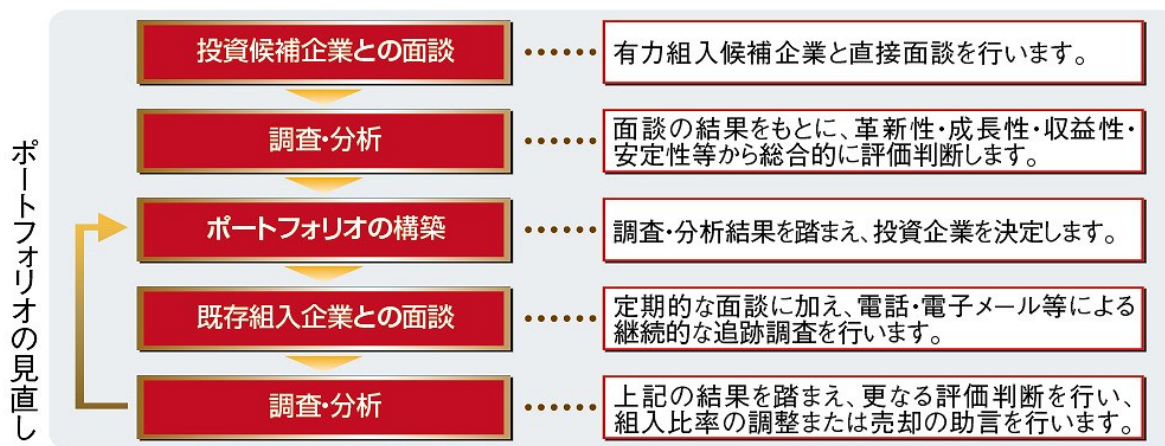 投資候補企業との面談
有力組入候補企業と直接面談を行います。
調査・分析
面談の結果をもとに、革新性・成長性・収益性・
安定性等から総合的に評価判断します。
ポートフォリオの構築
調査・分析結果を踏まえ、投資企業を決定します。
既存組入企業との面談
定期的な面談に加え、電話・電子メール等による
継続的な追跡調査を行います。
調査・分析
上記の結果を踏まえ、更なる評価判断を行い、
組入比率の調整または売却の助言を行います。
ポートフォリオの見直し